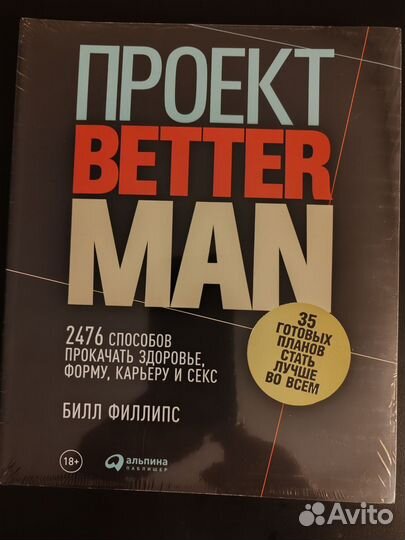 ПРОЕКТ
BETTER
MAN
2476 СПОСОБОВ
ПРОКАЧАТЬ ЗДОРОВЬЕ,
ФОРМУ, КАРЬЕРУ И СЕКС
35
ГОТОВЫХ
ПЛАНОВ
СТАТЬ
ЛУЧШЕ
ВО ВСЕМ
БИЛЛ ФИЛЛИПС
18+
альпина
ПАБЛИШЕР
Avito